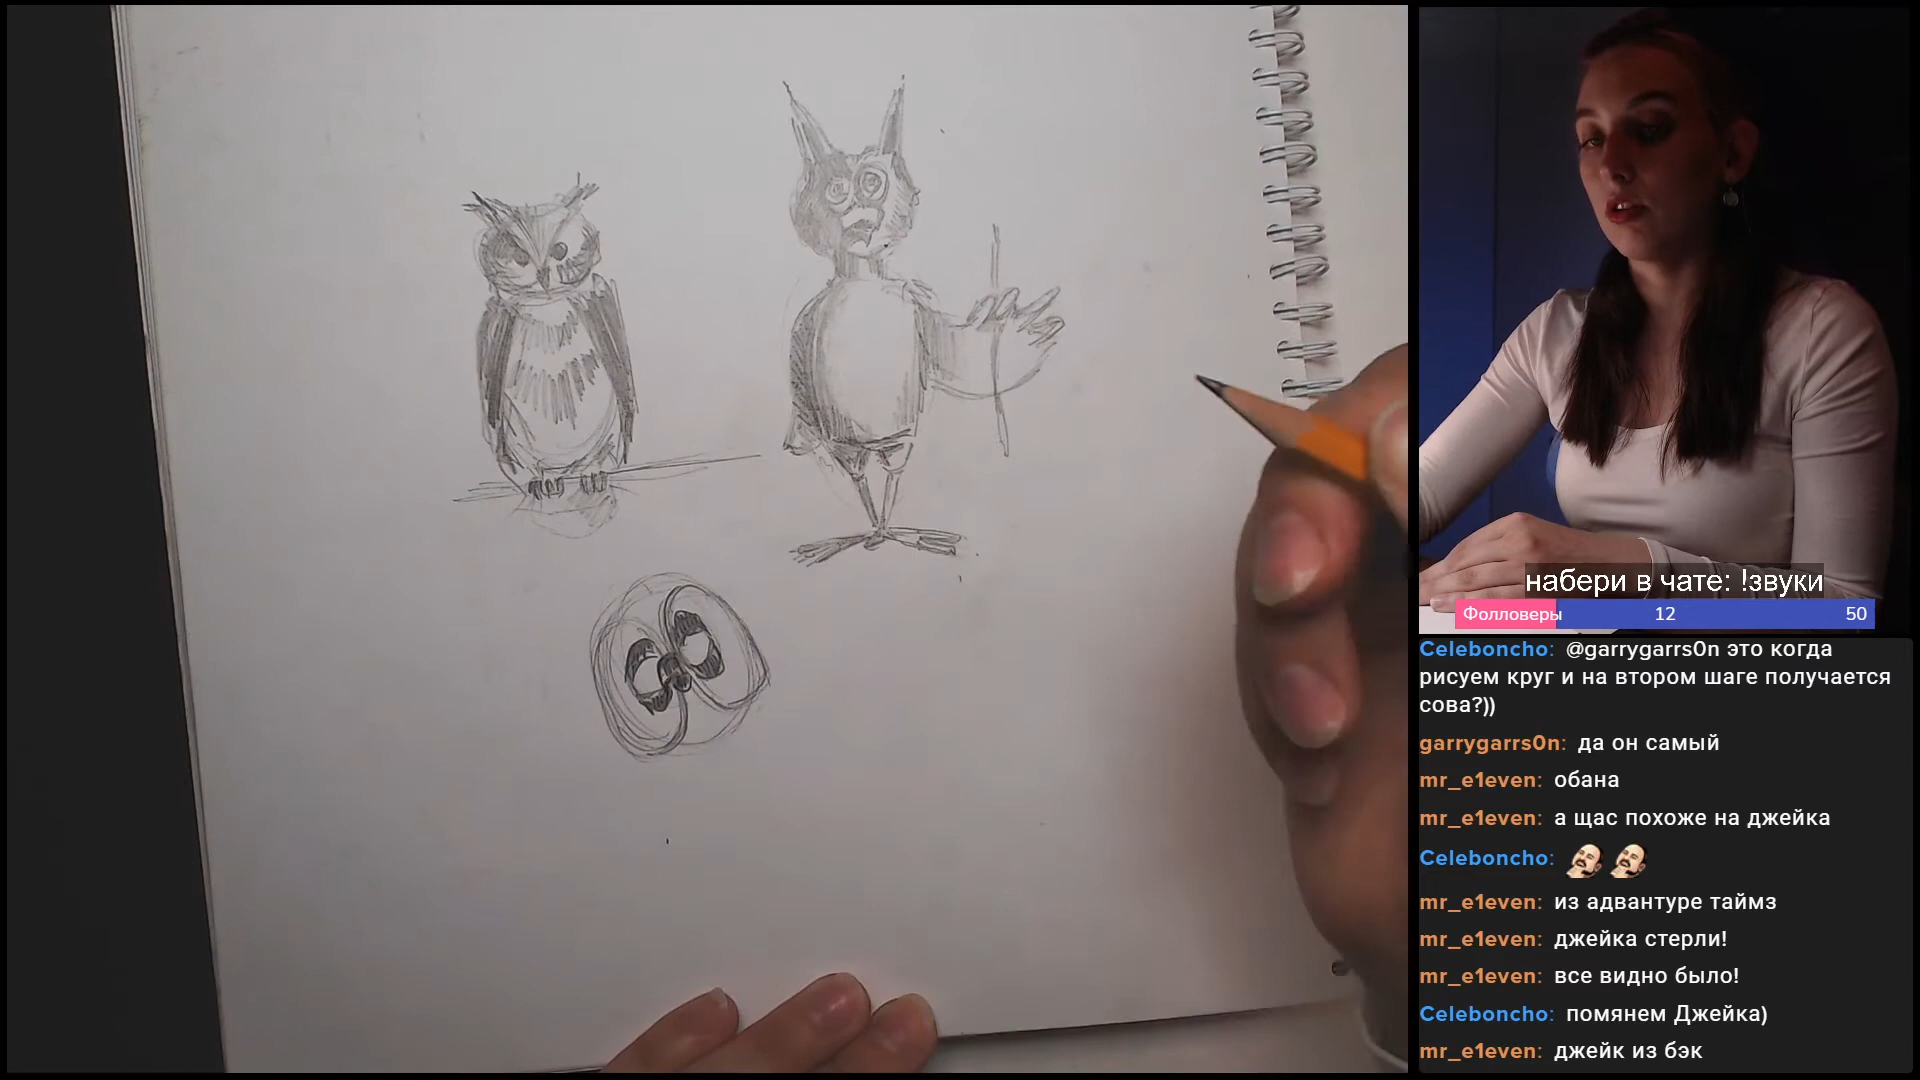 набери в чате: !звуки
Фолловеры 12 50
Celeboncho: @garrygarrs0n это когда
рисуем круг и на втором шаге получается
сова?))
garrygarrs0n: да он самый
mr_e1even: обана
mr_e1even: а щас похоже на джейка
Celeboncho:
mr_e1even: из адвантуре таймз
mr_e1even: джейка стерли!
mr_e1even: все видно было!
Celeboncho: помянем Джейка)
mr_e1even: джейк из бэк